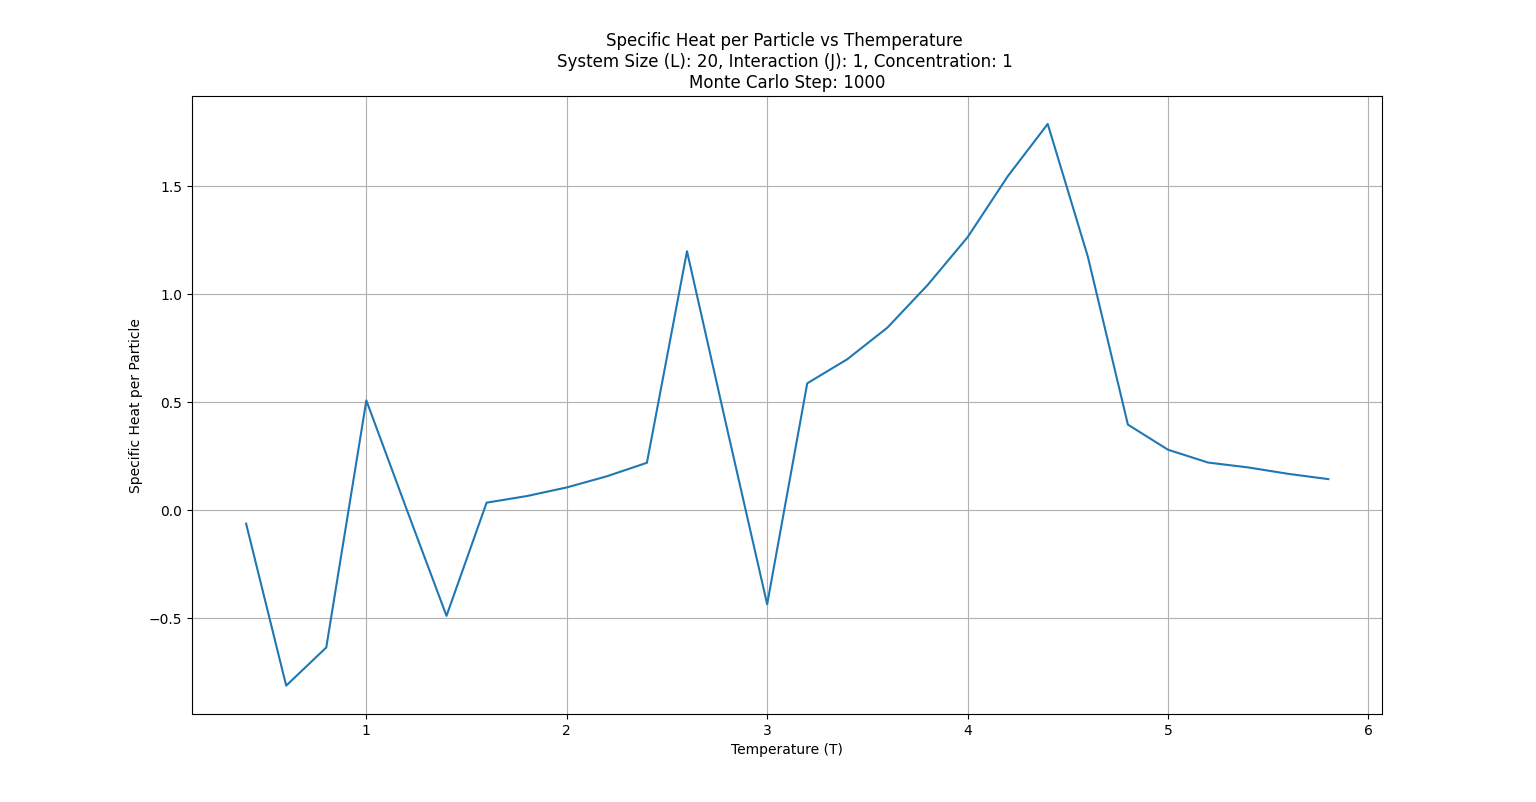 Specific Heat per Particle vs Themperature
System Size (L): 20, Interaction (J): 1, Concentration: 1
Monte Carlo Step: 1000
Specific Heat per Particle
1.5
1.0
0.5
0.0
−0.5
1 2 3 4 5 6
Temperature (T)